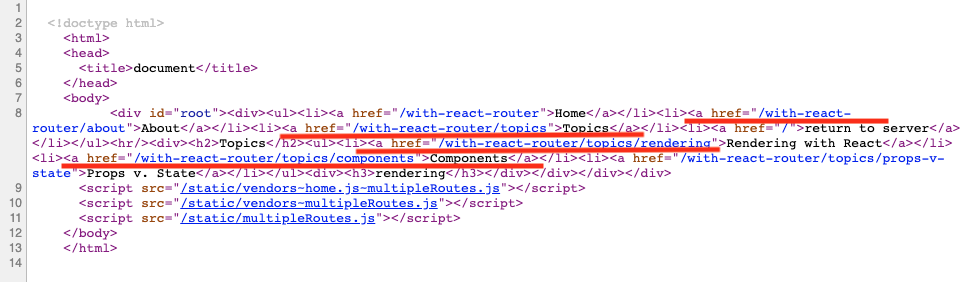 1
2 <!doctype html>
3 <html>
4 <head>
5 <title>document</title>
6 </head>
7 <body>
8 <div id="root"><div><ul><li><a href="/with-react-router">Home</a></li><li><a href="/with-react-
router/about">About</a></li><li><a href="/with-react-router/topics">Topics</a></li><li><a href="/">return to server</a>
</li></ul><hr/><div><h2>Topics</h2><ul><li><a href="/with-react-router/topics/rendering">Rendering with React</a></li>
<li><a href="/with-react-router/topics/components">Components</a></li><li><a href="/with-react-router/topics/props-v-
state">Props v. State</a></li></ul><div><h3>rendering</h3></div></div></div></div>
9 <script src="/static/vendors~home.js~multipleRoutes.js"></script>
10 <script src="/static/vendors~multipleRoutes.js"></script>
11 <script src="/static/multipleRoutes.js"></script>
12 </body>
13 </html>
14